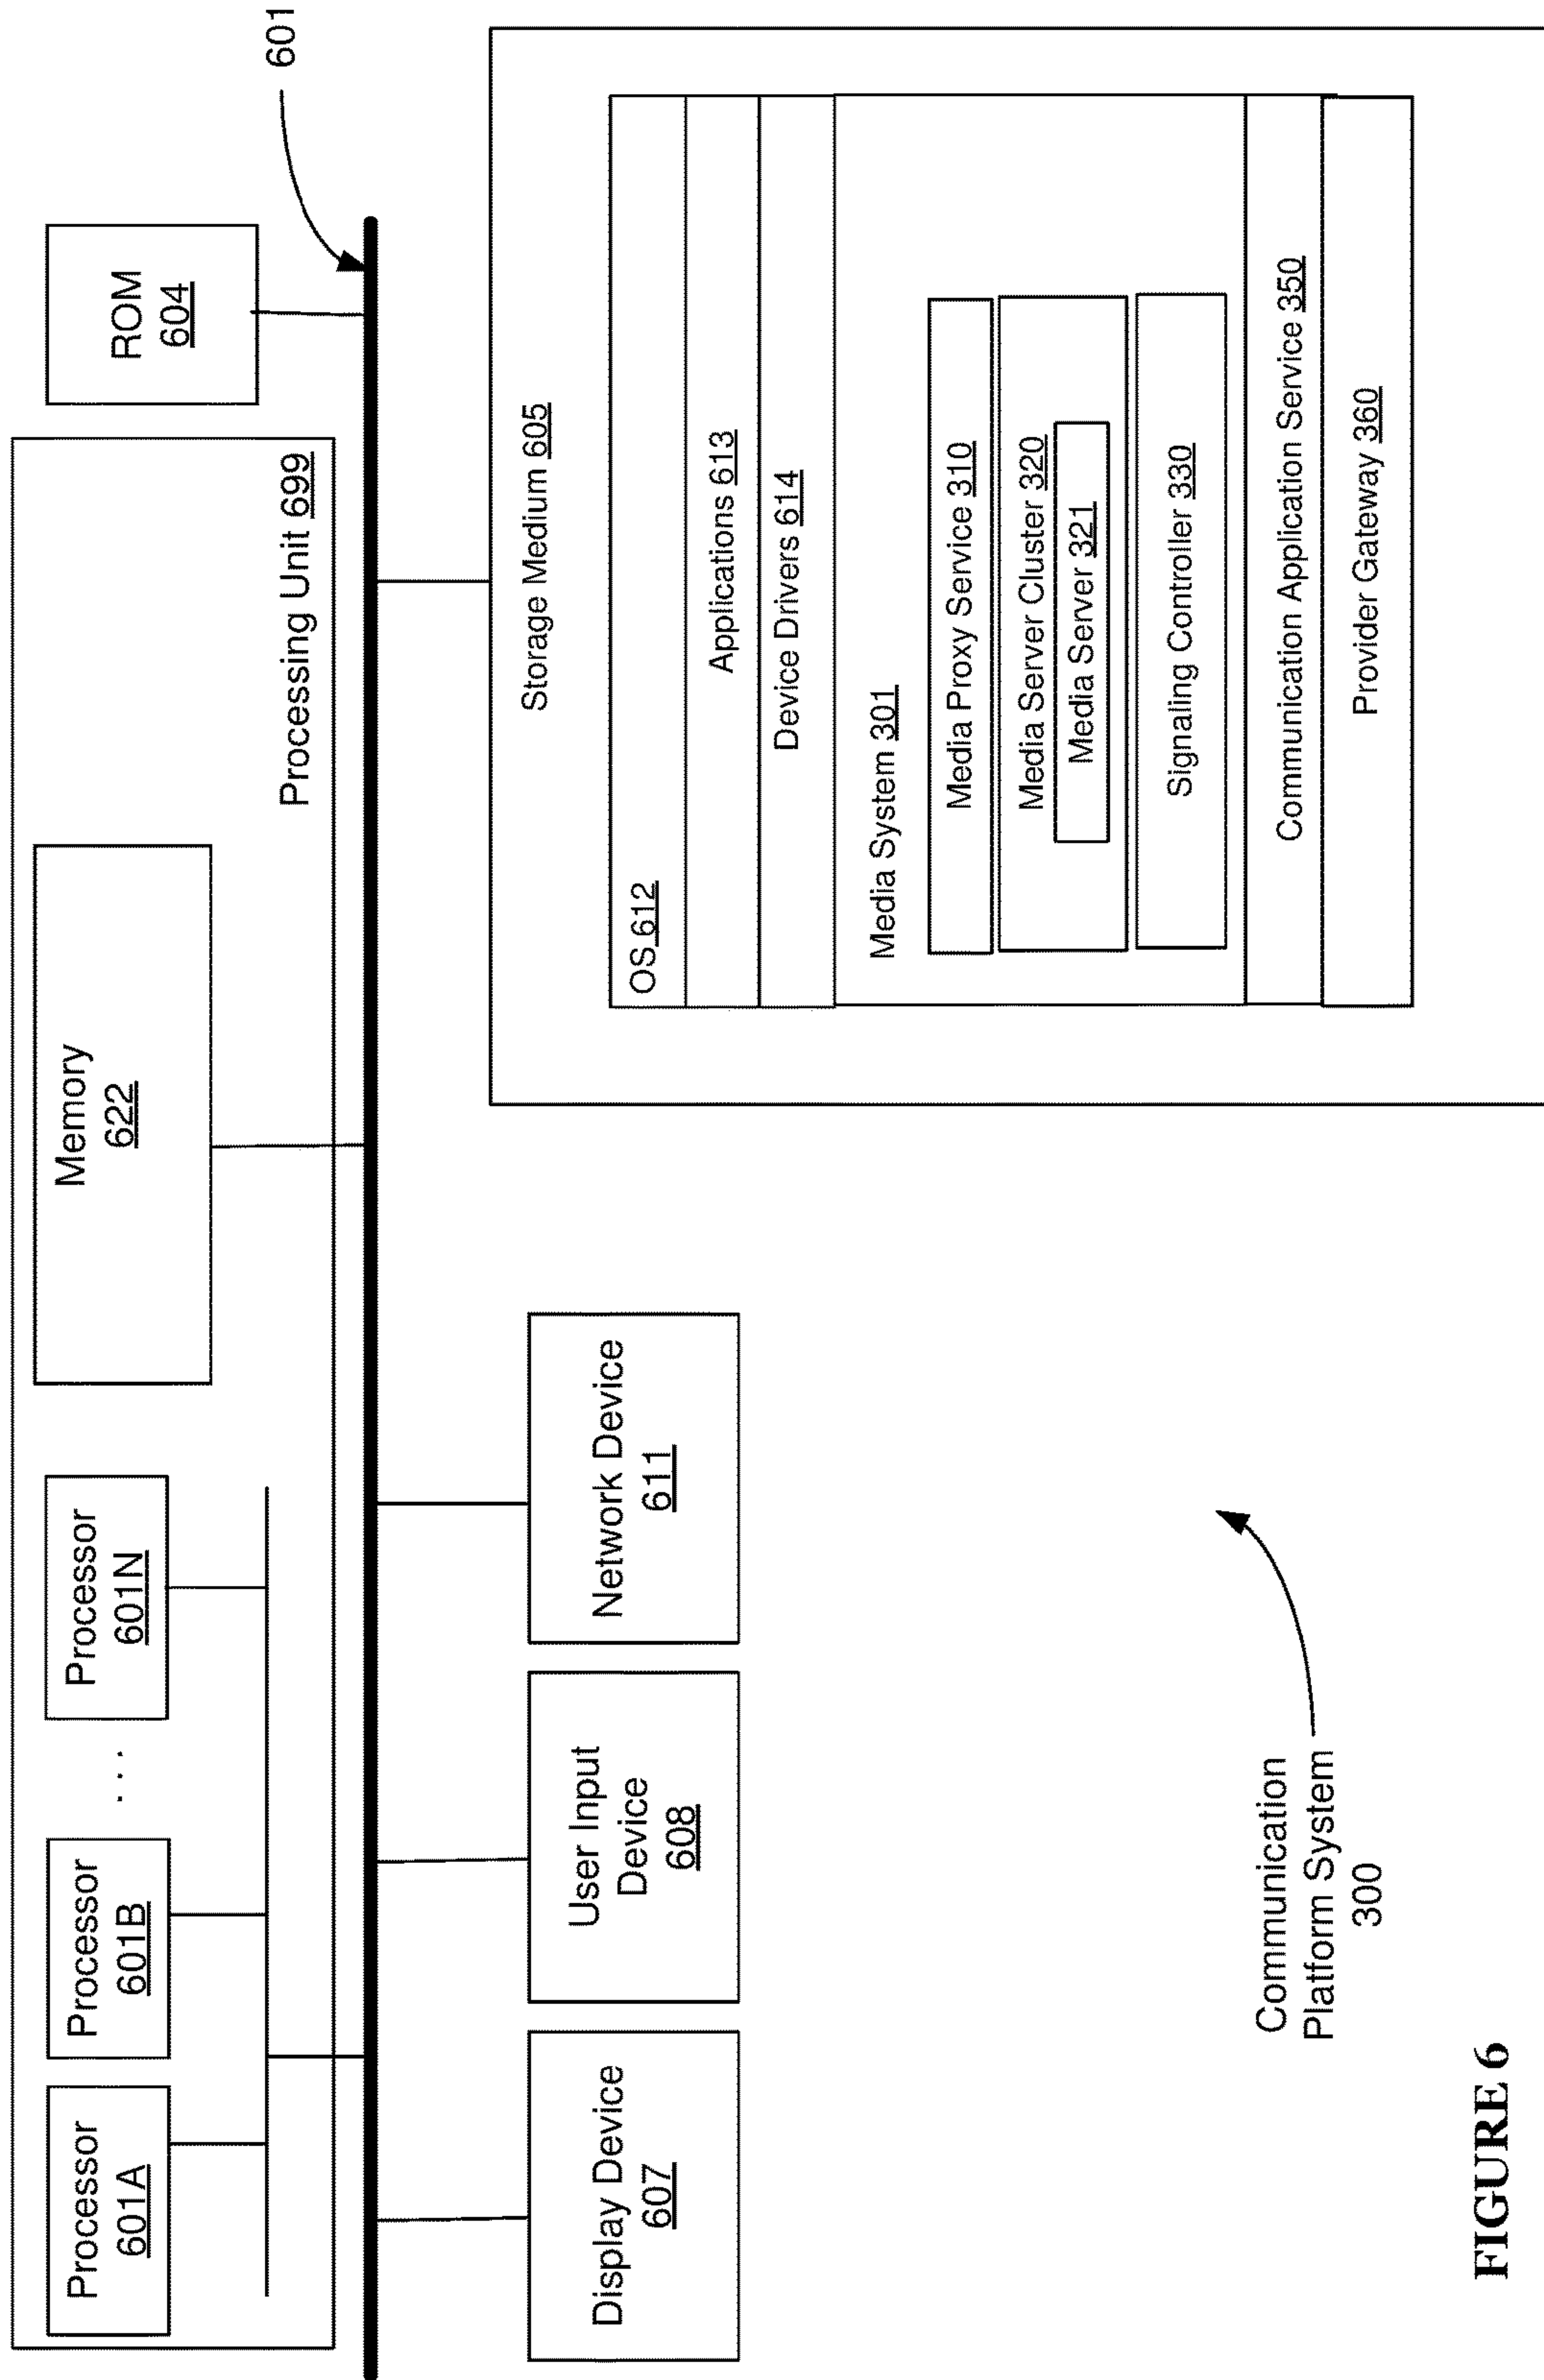 Processor
601A
Processor
601B
. . .
Processor
601N
Memory
622
Processing Unit 699
ROM
604
601
Display Device
607
User Input
Device
608
Network Device
611
Storage Medium 605
OS 612
Applications 613
Device Drivers 614
Media System 301
Media Proxy Service 310
Media Server Cluster 320
Media Server 321
Signaling Controller 330
Communication Application Service 350
Provider Gateway 360
Communication
Platform System
300
FIGURE 6